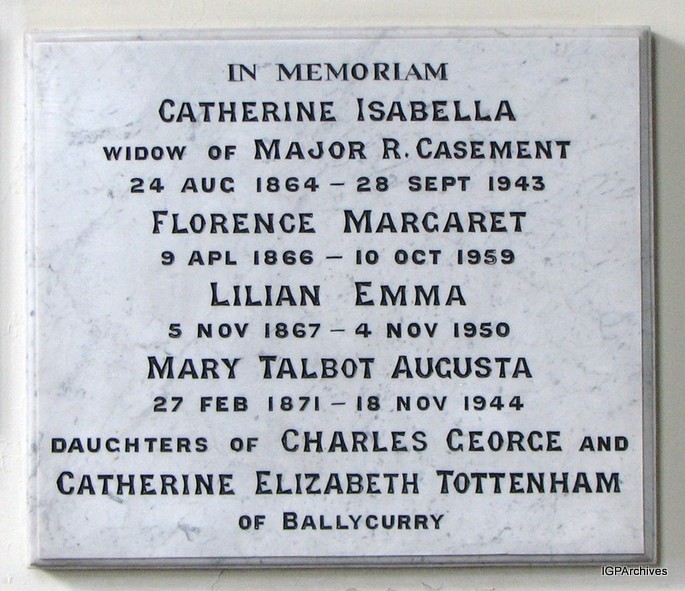 IN MEMORIAM
CATHERINE ISABELLA
WIDOW OF MAJOR R. CASEMENT
24 AUG 1864 – 28 SEPT 1943
FLORENCE MARGARET
9 APL 1866 – 10 OCT 1959
LILIAN EMMA
5 NOV 1867 – 4 NOV 1950
MARY TALBOT AUGUSTA
27 FEB 1871 – 18 NOV 1944
DAUGHTERS OF CHARLES GEORGE AND
CATHERINE ELIZABETH TOTTENHAM
OF BALLYCURRY
IGPArchives